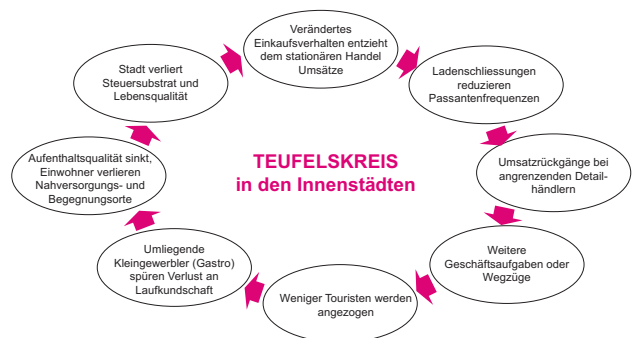 Verändertes
Einkaufsverhalten entzieht
dem stationären Handel
Umsätze
Ladenschliessungen
reduzieren
Passantenfrequenzen
Umsatzrückgänge bei
angrenzenden Detail-
händlern
Weitere
Geschäftsaufgaben oder
Wegzüge
Weniger Touristen werden
angezogen
Umliegende
Kleingewerbler (Gastro)
spüren Verlust an
Laufkundschaft
Aufenthaltsqualität sinkt,
Einwohner verlieren
Nahversorgungs- und
Begegnungsorte
Stadt verliert
Steuersubstrat und
Lebensqualität
TEUFELSKREIS
in den Innenstädten